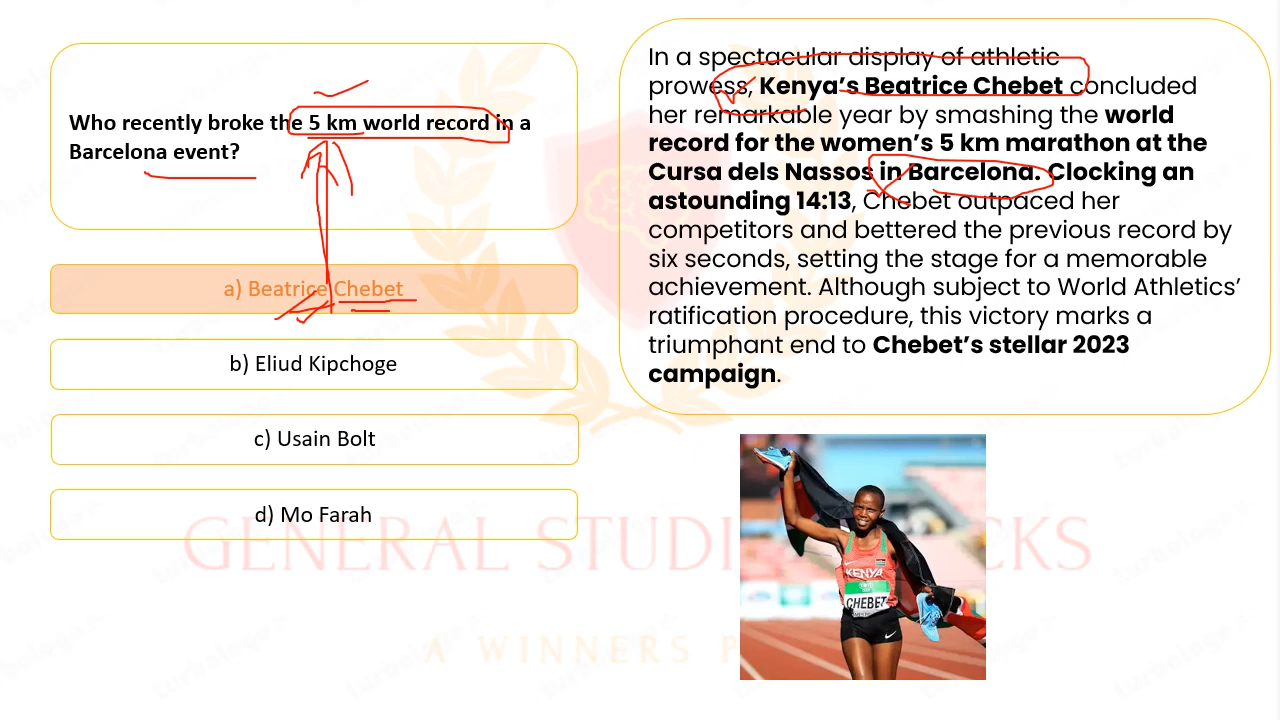 Who recently broke the 5 km world record in a
Barcelona event?
a) Beatrice Chebet
b) Eliud Kipchoge
c) Usain Bolt
d) Mo Farah
In a spectacular display of athletic
prowess, Kenya’s Beatrice Chebet concluded
her remarkable year by smashing the world
record for the women’s 5 km marathon at the
Cursa dels Nassos in Barcelona. Clocking an
astounding 14:13, Chebet outpaced her
competitors and bettered the previous record by
six seconds, setting the stage for a memorable
achievement. Although subject to World Athletics’
ratification procedure, this victory marks a
triumphant end to Chebet’s stellar 2023
campaign.
KENYA
CHEBET
GENERAL STUDI CKS
A WINNERS P